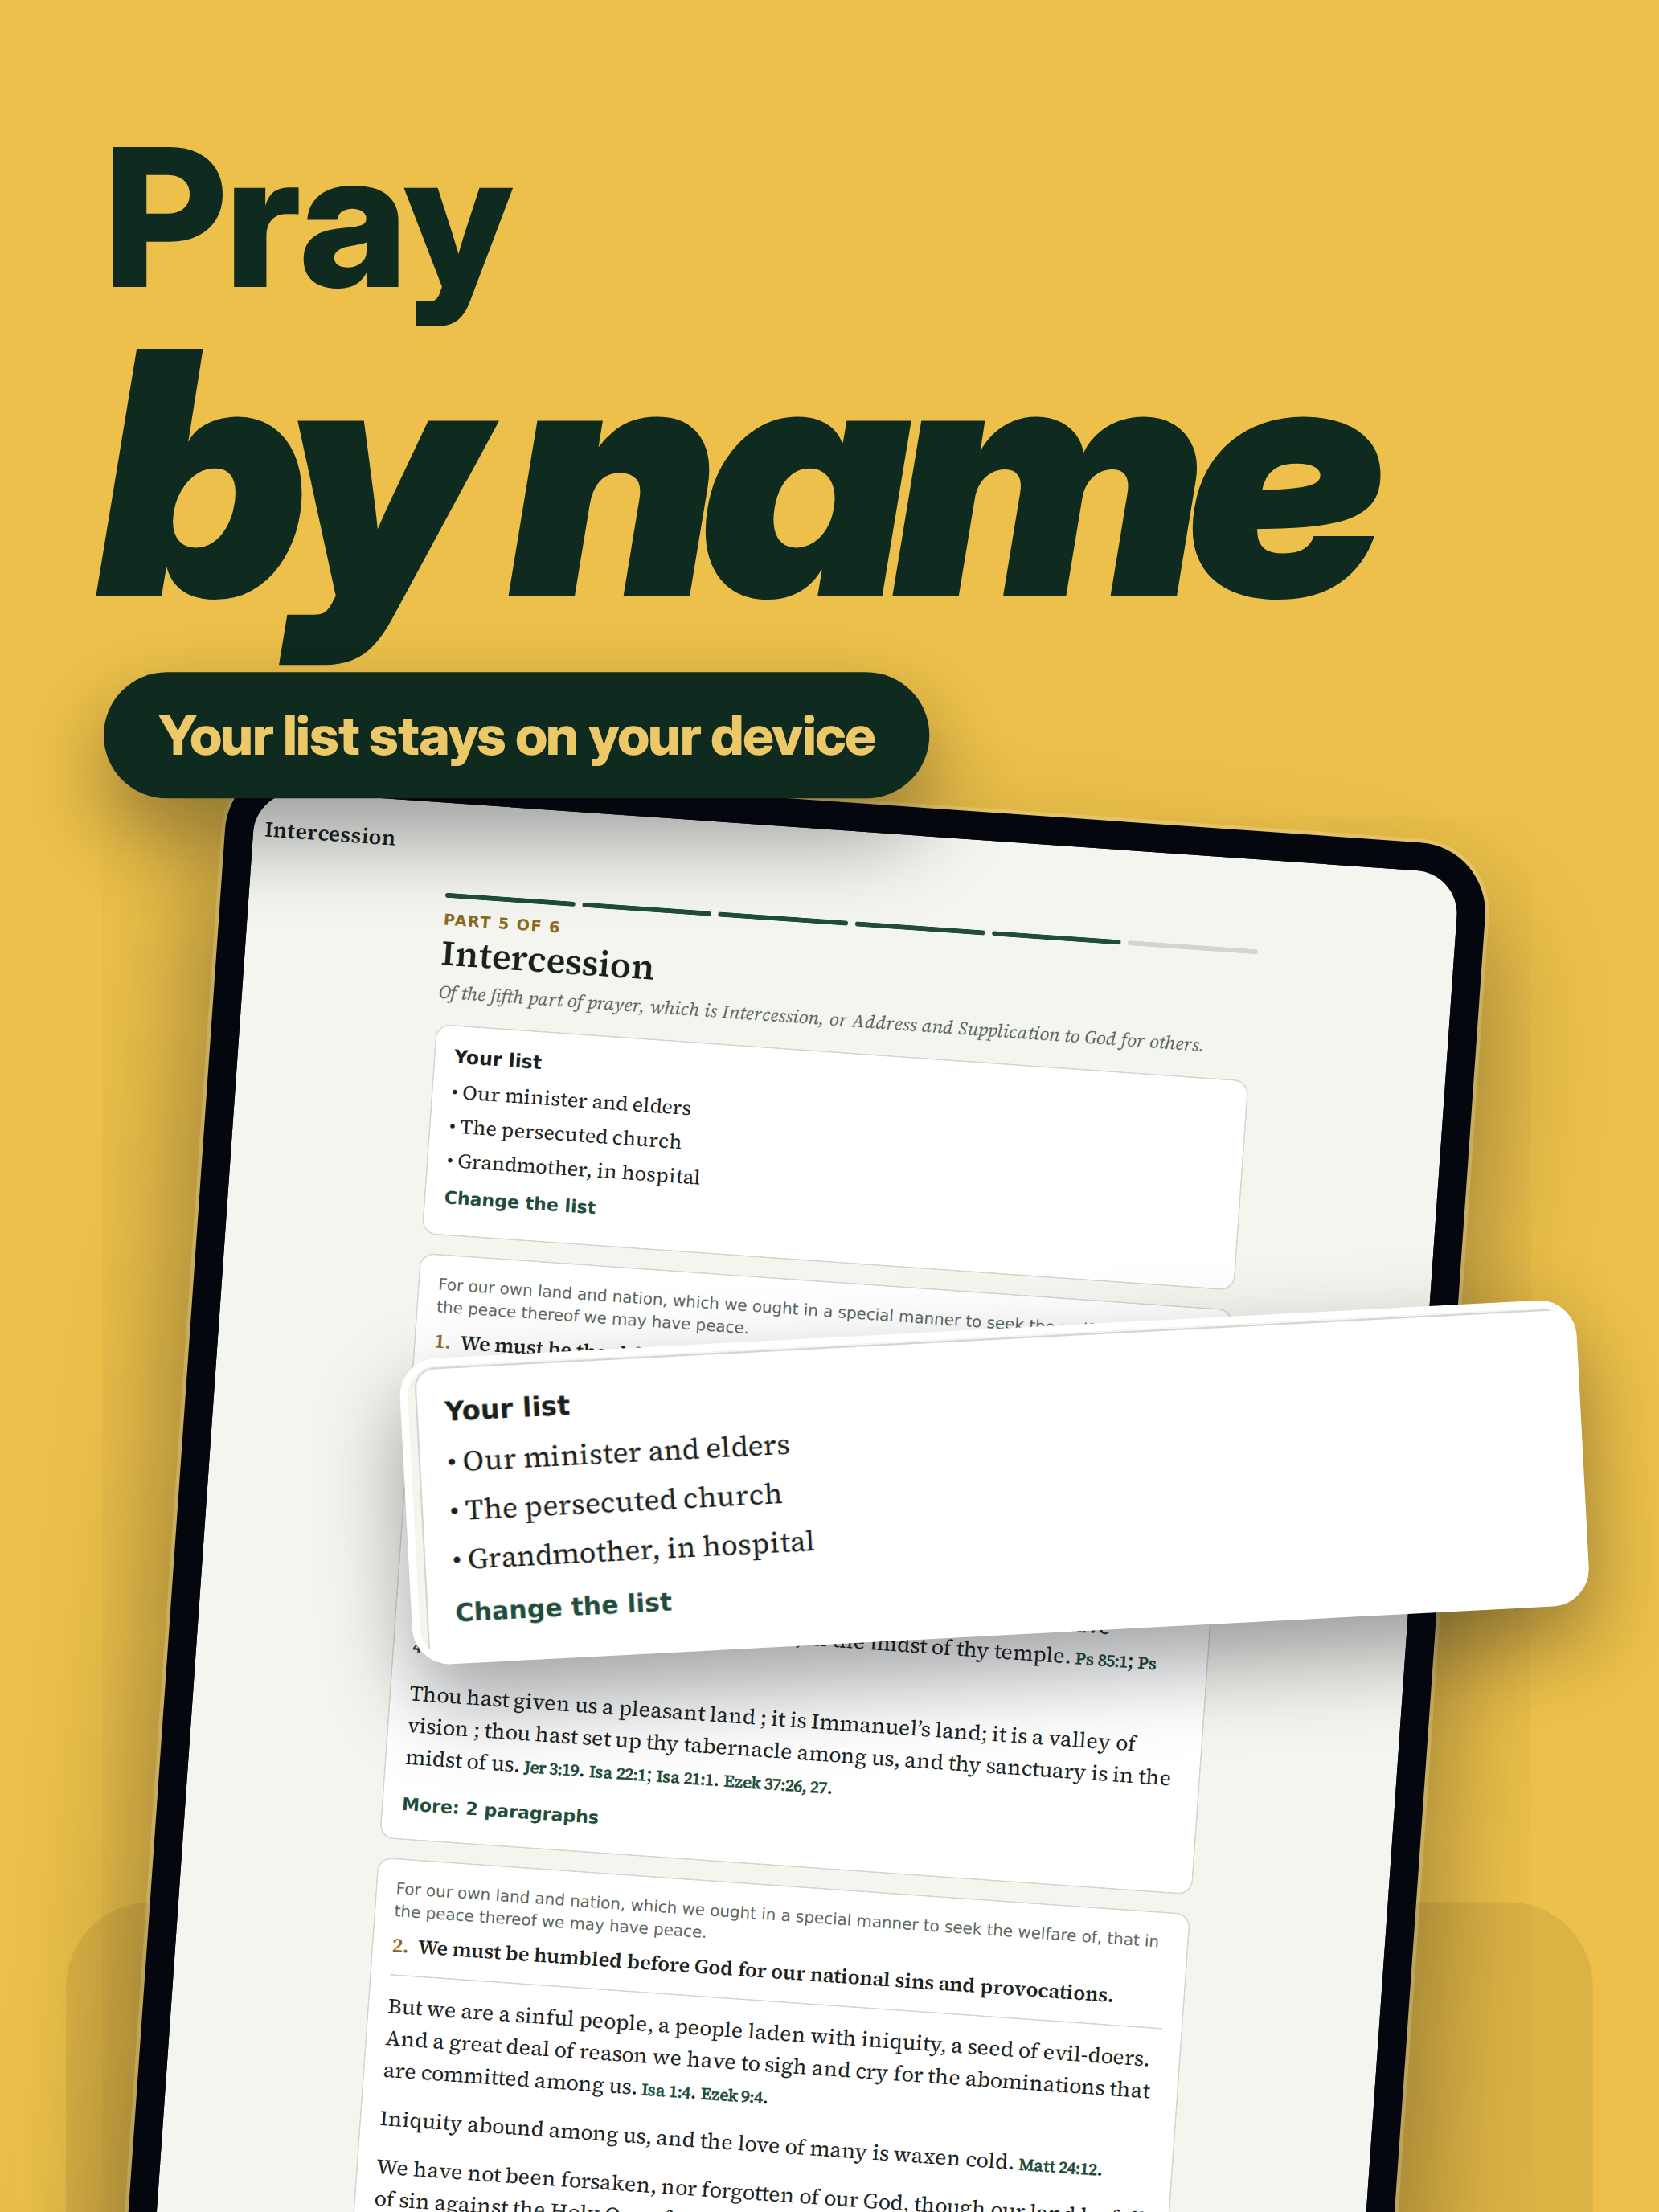 Pray
by name
Your list stays on your device
Intercession
PART 5 OF 6
Intercession
Of the fifth part of prayer, which is Intercession, or Address and Supplication to God for others.
Your list
• Our minister and elders
• The persecuted church
• Grandmother, in hospital
Change the list
For our own land and nation, which we ought in a special manner to seek the
the peace thereof we may have peace.
1. We must be
Your list
• Our minister and elders
• The persecuted church
• Grandmother, in hospital
Change the list
the midst of thy temple. Ps 85:1; Ps
Thou hast given us a pleasant land ; it is Immanuel’s land; it is a valley of
vision ; thou hast set up thy tabernacle among us, and thy sanctuary is in the
midst of us. Jer 3:19. Isa 22:1; Isa 21:1. Ezek 37:26, 27.
More: 2 paragraphs
For our own land and nation, which we ought in a special manner to seek the welfare of, that in
the peace thereof we may have peace.
2. We must be humbled before God for our national sins and provocations.
But we are a sinful people, a people laden with iniquity, a seed of evil-doers.
And a great deal of reason we have to sigh and cry for the abominations that
are committed among us. Isa 1:4. Ezek 9:4.
Iniquity abound among us, and the love of many is waxen cold. Matt 24:12.
We have not been forsaken, nor forgotten of our God, though our land
of sin against the Holy